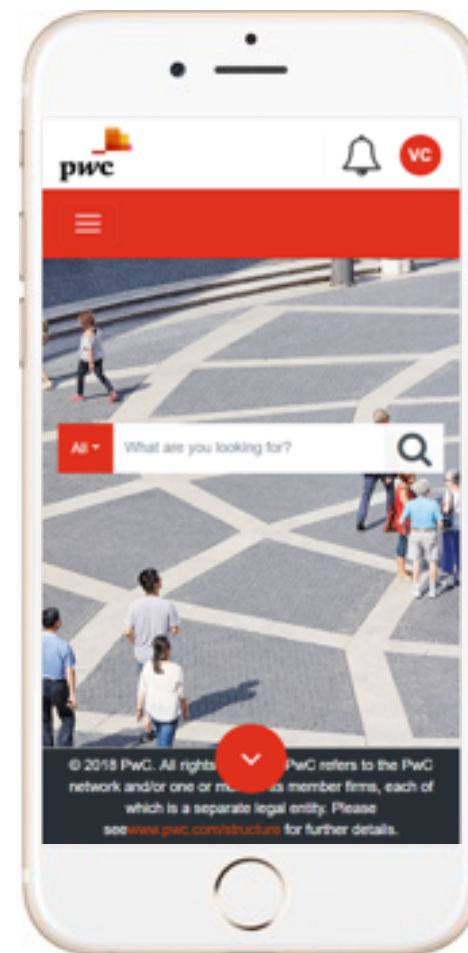 pwc
VC
All
What are you looking for?
© 2018 PwC. All rights PwC refers to the PwC
network and/or one or member firms, each of
which is a separate legal entity. Please
seewww.pwc.com/structure for further details.